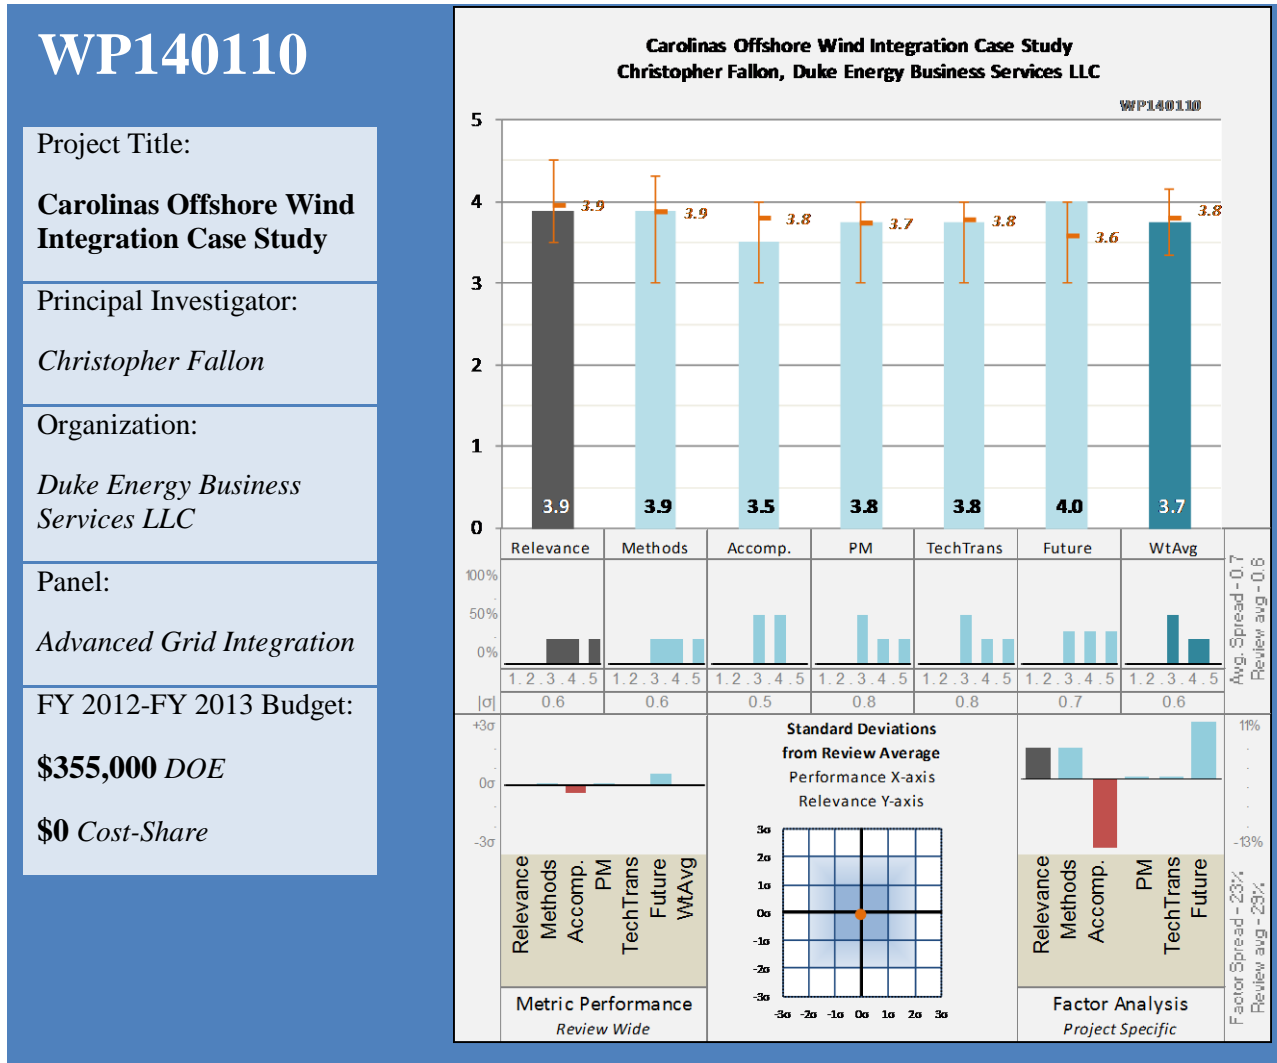 WP140110
Project Title:
Carolinas Offshore Wind
Integration Case Study
Principal Investigator:
Christopher Fallon
Organization:
Duke Energy Business
Services LLC
Panel:
Advanced Grid Integration
FY 2012-FY 2013 Budget:
$355,000 DOE
$0 Cost-Share
Carolinas Offshore Wind Integration Case Study
Christopher Fallon, Duke Energy Business Services LLC
WP140110
5
4
3
2
1
0
3.9 3.9 3.8 3.7 3.8 3.6 3.8
3.9 3.9 3.5 3.8 3.8 4.0 3.7
Relevance Methods Accomp. PM TechTrans Future WtAvg
100%
50%
0%
1 . 2 . 3 . 4 . 5 1 . 2 . 3 . 4 . 5 1 . 2 . 3 . 4 . 5 1 . 2 . 3 . 4 . 5 1 . 2 . 3 . 4 . 5 1 . 2 . 3 . 4 . 5 1 . 2 . 3 . 4 . 5
|σ| 0.6 0.6 0.5 0.8 0.8 0.7 0.6
Avg. Spread - 0.7
Review avg - 0.6
+3σ
0σ
-3σ
Relevance
Methods
Accomp.
PM
TechTrans
Future
WtAvg
Metric Performance
Review Wide
Standard Deviations
from Review Average
Performance X-axis
Relevance Y-axis
3σ
2σ
1σ
0σ
-1σ
-2σ
-3σ
-3σ -2σ -1σ 0σ 1σ 2σ 3σ
11%
-13%
Relevance
Methods
Accomp.
PM
TechTrans
Future
Factor Analysis
Project Specific
Factor Spread - 23%
Review avg - 29%